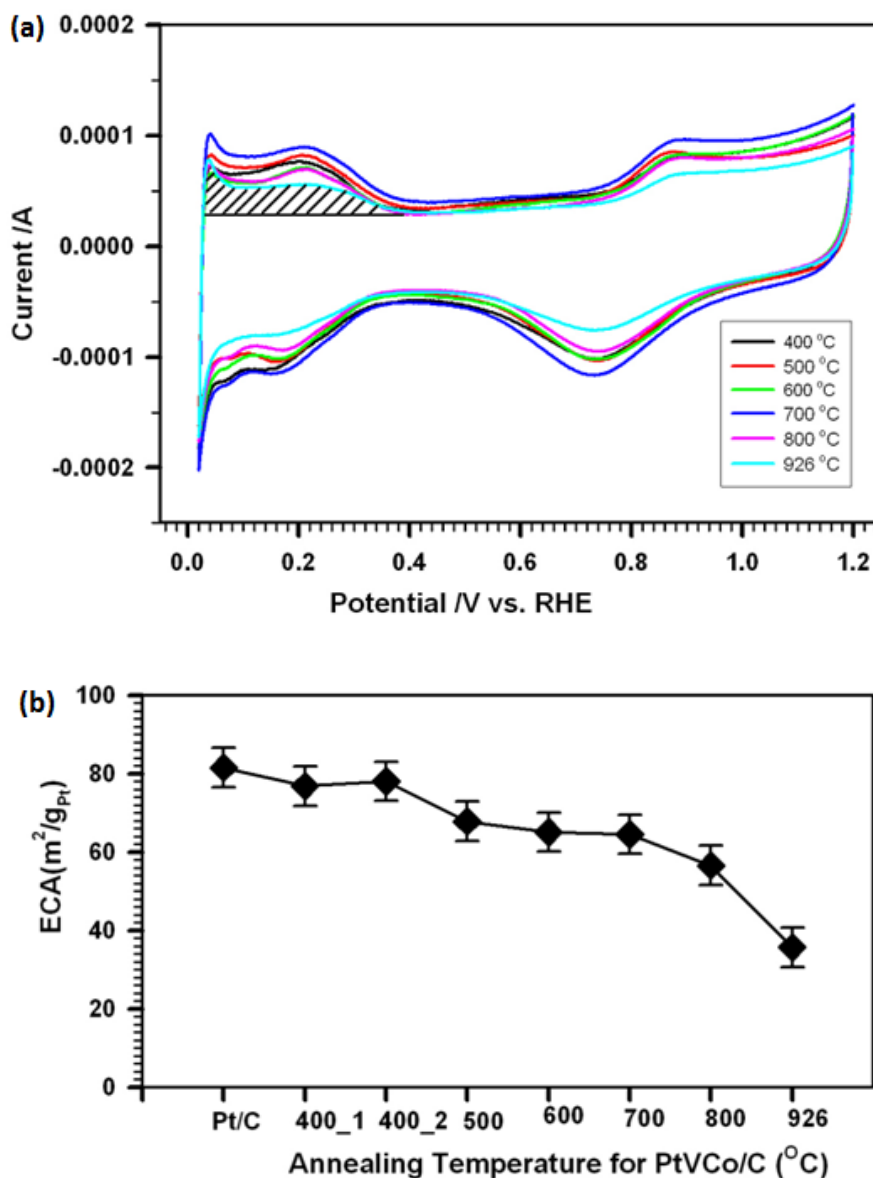 (a)
0.0002
0.0001
0.0000
-0.0001
-0.0002
Current /A
400 °C
500 °C
600 °C
700 °C
800 °C
926 °C
0.0 0.2 0.4 0.6 0.8 1.0 1.2
Potential /V vs. RHE
(b)
100
80
60
40
20
0
ECA(m²/gPt)
Pt/C 400_1 400_2 500 600 700 800 926
Annealing Temperature for PtVCo/C (°C)